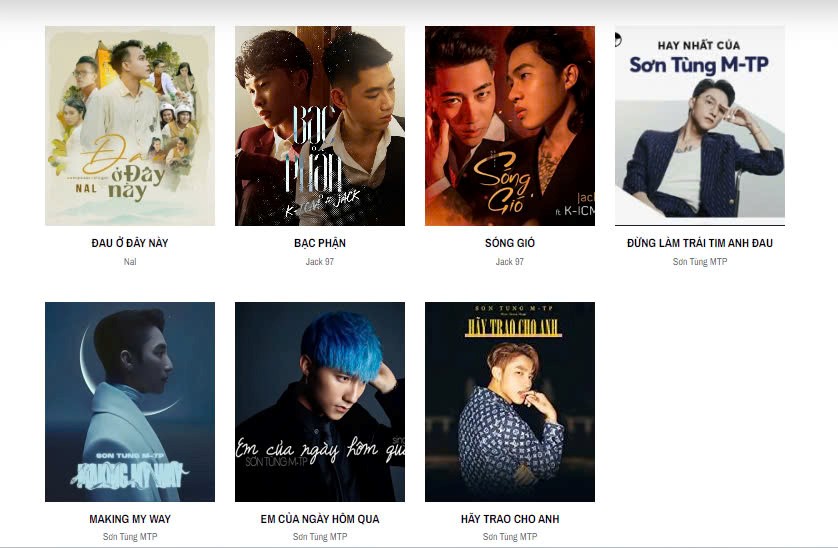 Đau
ở Đây
này
NAL
BẠC
PHẬN
K-ICM ft. JACK
Sóng
Gió
jack
ft. K-ICM
HAY NHẤT CỦA
Sơn Tùng M-TP
ĐAU Ở ĐÂY NÀY
Nal
BẠC PHẬN
Jack 97
SÓNG GIÓ
Jack 97
ĐỪNG LÀM TRÁI TIM ANH ĐAU
Sơn Tùng MTP
SON TUNG M-TP
MAKING MY WAY
Em của ngày hôm qua
SƠN TÙNG M-TP
SƠN TÙNG M-TP
HÃY TRAO CHO ANH
MAKING MY WAY
Sơn Tùng MTP
EM CỦA NGÀY HÔM QUA
Sơn Tùng MTP
HÃY TRAO CHO ANH
Sơn Tùng MTP